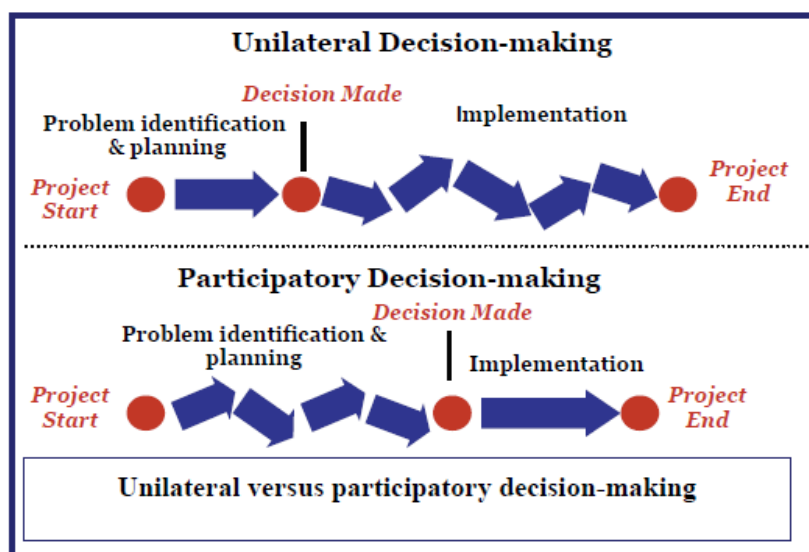 Unilateral Decision-making
Decision Made
Problem identification
& planning
Implementation
Project
Start
Project
End
Participatory Decision-making
Decision Made
Problem identification &
planning
Implementation
Project
Start
Project
End
Unilateral versus participatory decision-making